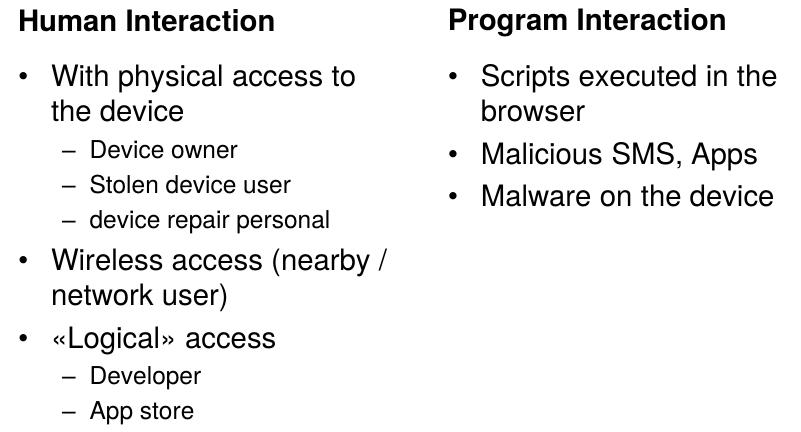 Human Interaction
• With physical access to
the device
– Device owner
– Stolen device user
– device repair personal
• Wireless access (nearby /
network user)
• «Logical» access
– Developer
– App store
Program Interaction
• Scripts executed in the
browser
• Malicious SMS, Apps
• Malware on the device